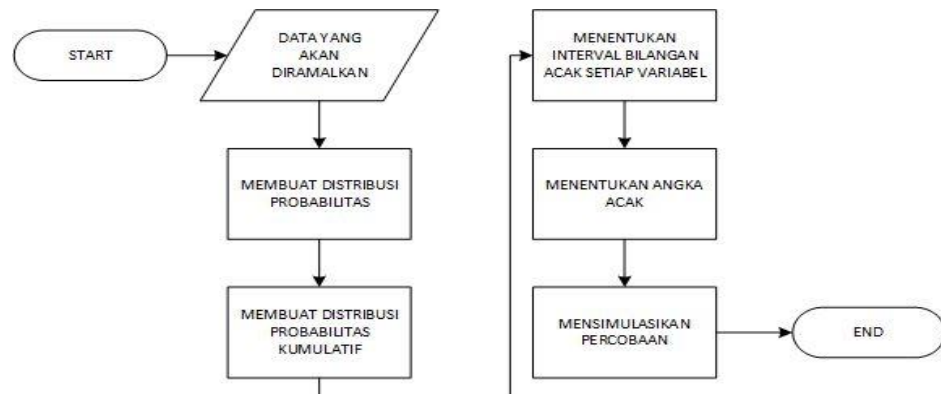 START
DATA YANG
AKAN
DIRAMALKAN
MEMBUAT DISTRIBUSI
PROBABILITAS
MEMBUAT DISTRIBUSI
PROBABILITAS
KUMULATIF
MENENTUKAN
INTERVAL BILANGAN
ACAK SETIAP VARIABEL
MENENTUKAN ANGKA
ACAK
MENSIMULASIKAN
PERCOBAAN
END